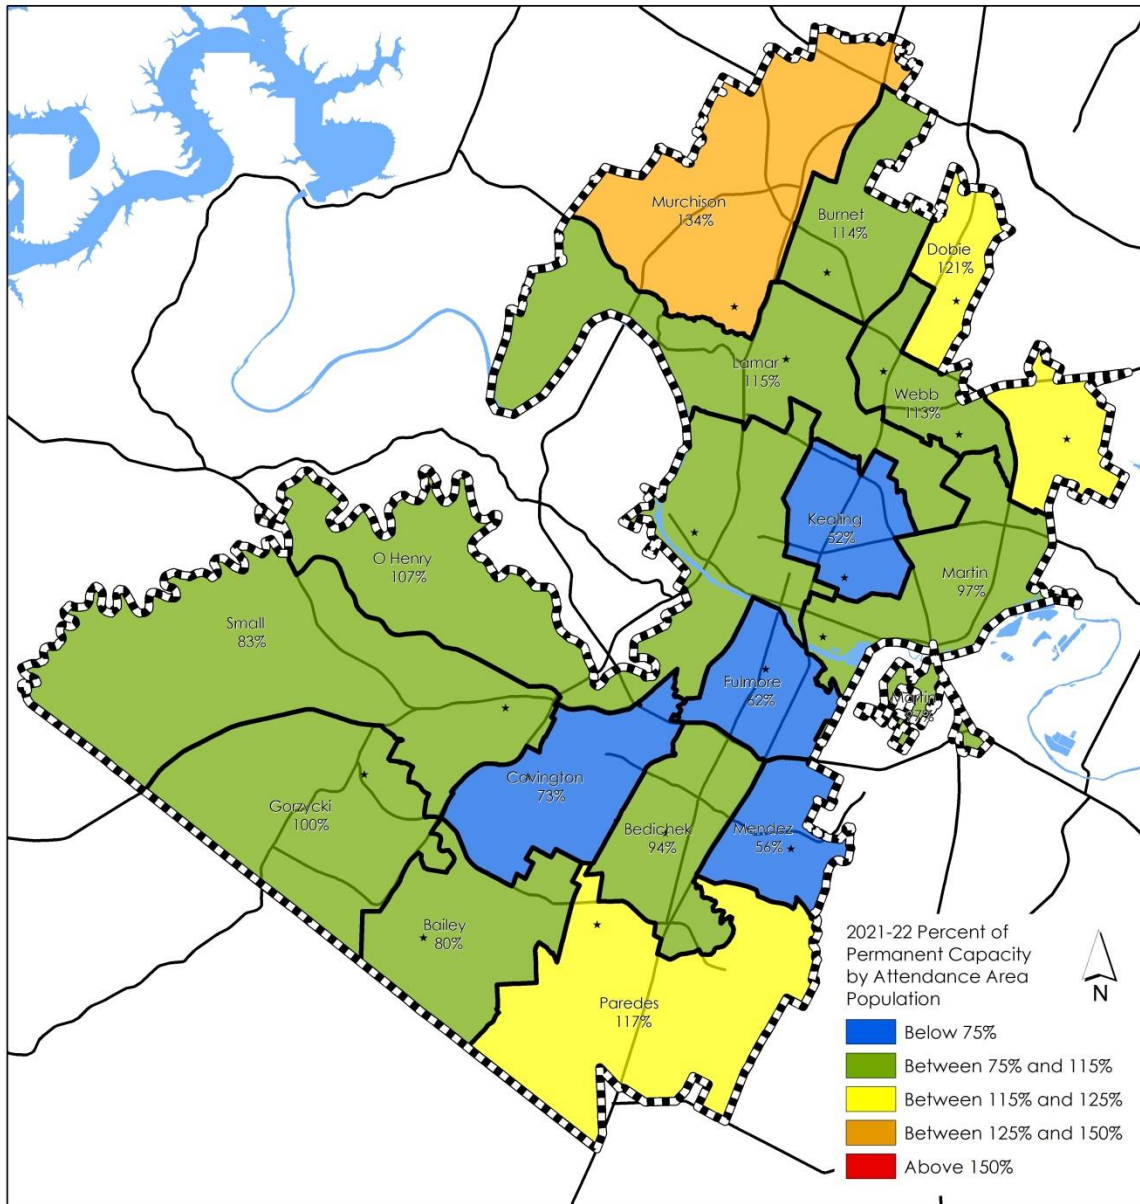 Murchison
134%
Burnet
114%
Dobie
121%
Lamar
115%
Webb
113%
Kealing
52%
Martin
97%
O Henry
107%
Small
83%
Fulmore
62%
Martin
97%
Covington
73%
Gorzycki
100%
Bedichek
94%
Mendez
56%
Bailey
80%
Paredes
117%
2021-22 Percent of
Permanent Capacity
by Attendance Area
Population
N
Below 75%
Between 75% and 115%
Between 115% and 125%
Between 125% and 150%
Above 150%